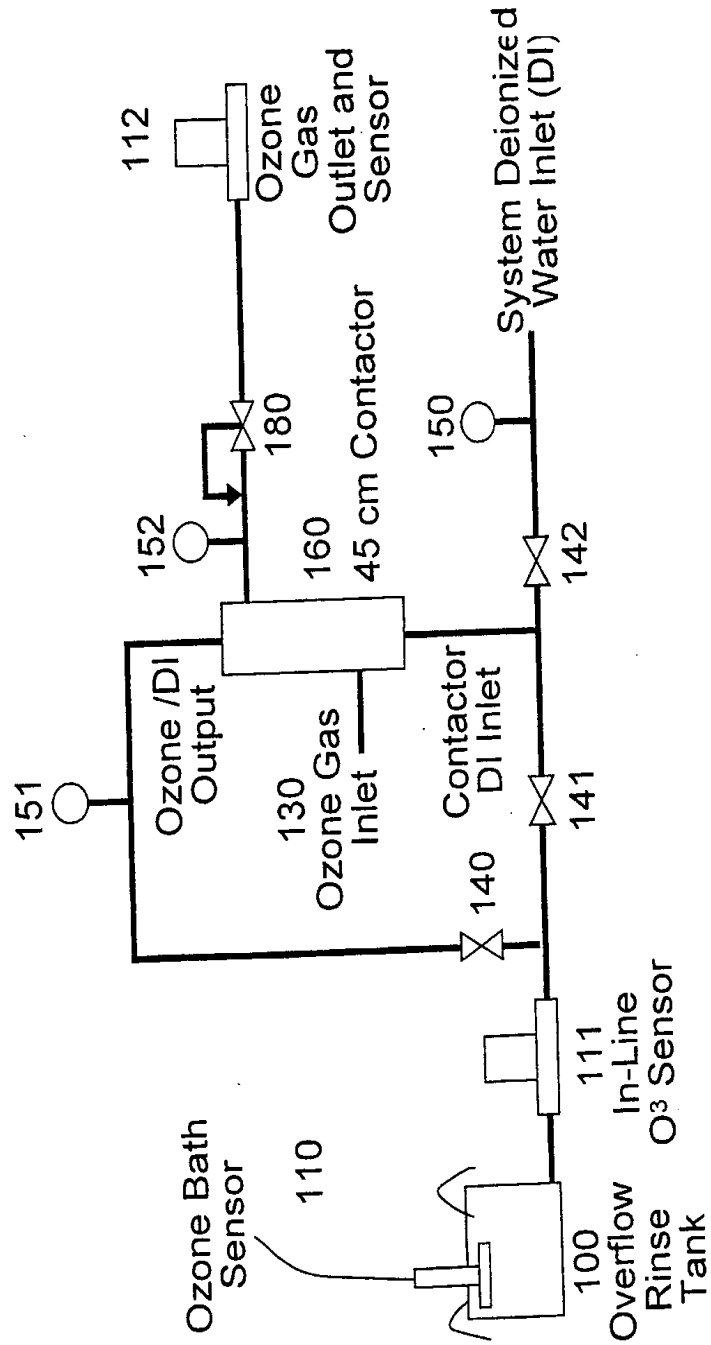 112
Ozone
Gas
Outlet and
Sensor
151
152
180
Ozone /DI
Output
160
45 cm Contactor
130
Ozone Gas
Inlet
150
System Deionized
Water Inlet (DI)
Contactor
DI Inlet
142
140
141
Ozone Bath
Sensor
110
111
In-Line
O³ Sensor
100
Overflow
Rinse
Tank